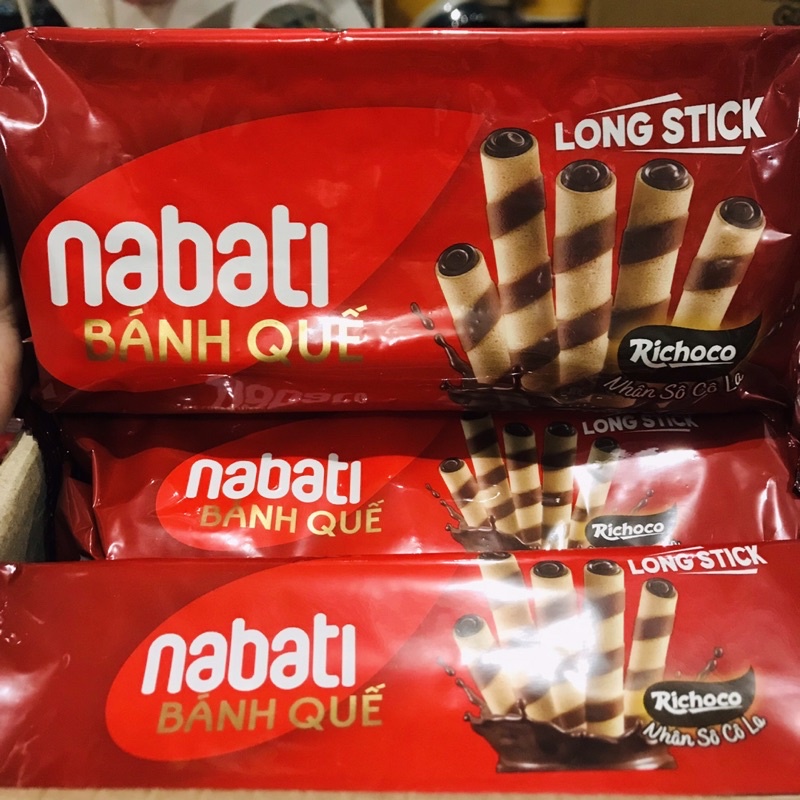 LONG STICK
nabati
BÁNH QUẾ
Richoco
Nhân Sô Cô La
LONG STICK
nabati
BÁNH QUẾ
Richoco
LONG STICK
nabati
BÁNH QUẾ
Richoco
Nhân Sô Cô La